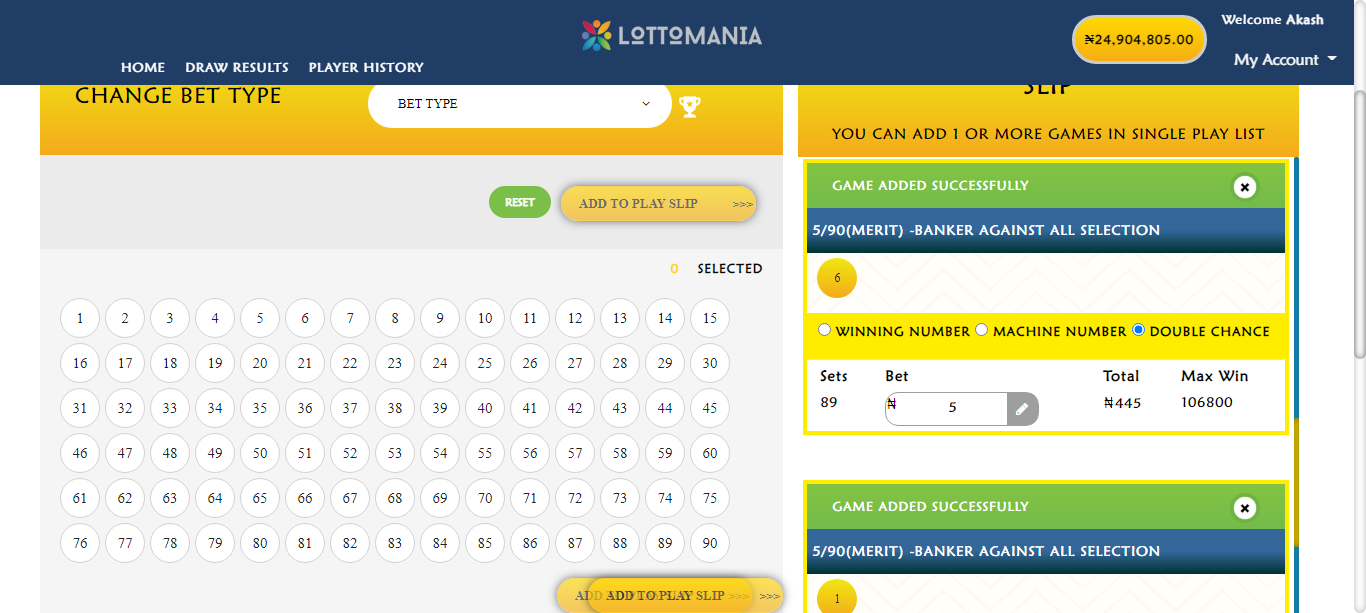 LOTTOMANIA
₦24,904,805.00
Welcome Akash
My Account
HOME DRAW RESULTS PLAYER HISTORY
CHANGE BET TYPE
BET TYPE
SLIP
YOU CAN ADD 1 OR MORE GAMES IN SINGLE PLAY LIST
RESET
ADD TO PLAY SLIP >>>
0 SELECTED
1 2 3 4 5 6 7 8 9 10 11 12 13 14 15
16 17 18 19 20 21 22 23 24 25 26 27 28 29 30
31 32 33 34 35 36 37 38 39 40 41 42 43 44 45
46 47 48 49 50 51 52 53 54 55 56 57 58 59 60
61 62 63 64 65 66 67 68 69 70 71 72 73 74 75
76 77 78 79 80 81 82 83 84 85 86 87 88 89 90
ADD ADD TO PLAY SLIP >>> >>>
GAME ADDED SUCCESSFULLY
5/90(MERIT) -BANKER AGAINST ALL SELECTION
6
WINNING NUMBER MACHINE NUMBER DOUBLE CHANCE
Sets Bet Total Max Win
89 ₦ 5 ₦445 106800
GAME ADDED SUCCESSFULLY
5/90(MERIT) -BANKER AGAINST ALL SELECTION
1